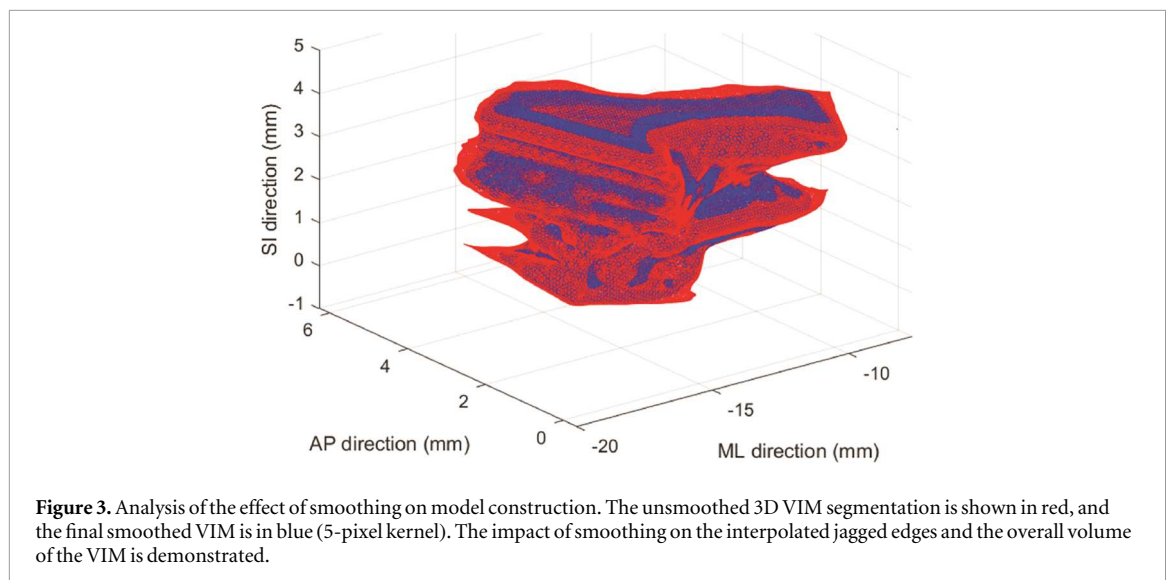 5
4
3
2
1
0
-1
SI direction (mm)
6
4
2
0
AP direction (mm)
-20
-15
-10
ML direction (mm)
Figure 3. Analysis of the effect of smoothing on model construction. The unsmoothed 3D VIM segmentation is shown in red, and
the final smoothed VIM is in blue (5-pixel kernel). The impact of smoothing on the interpolated jagged edges and the overall volume
of the VIM is demonstrated.